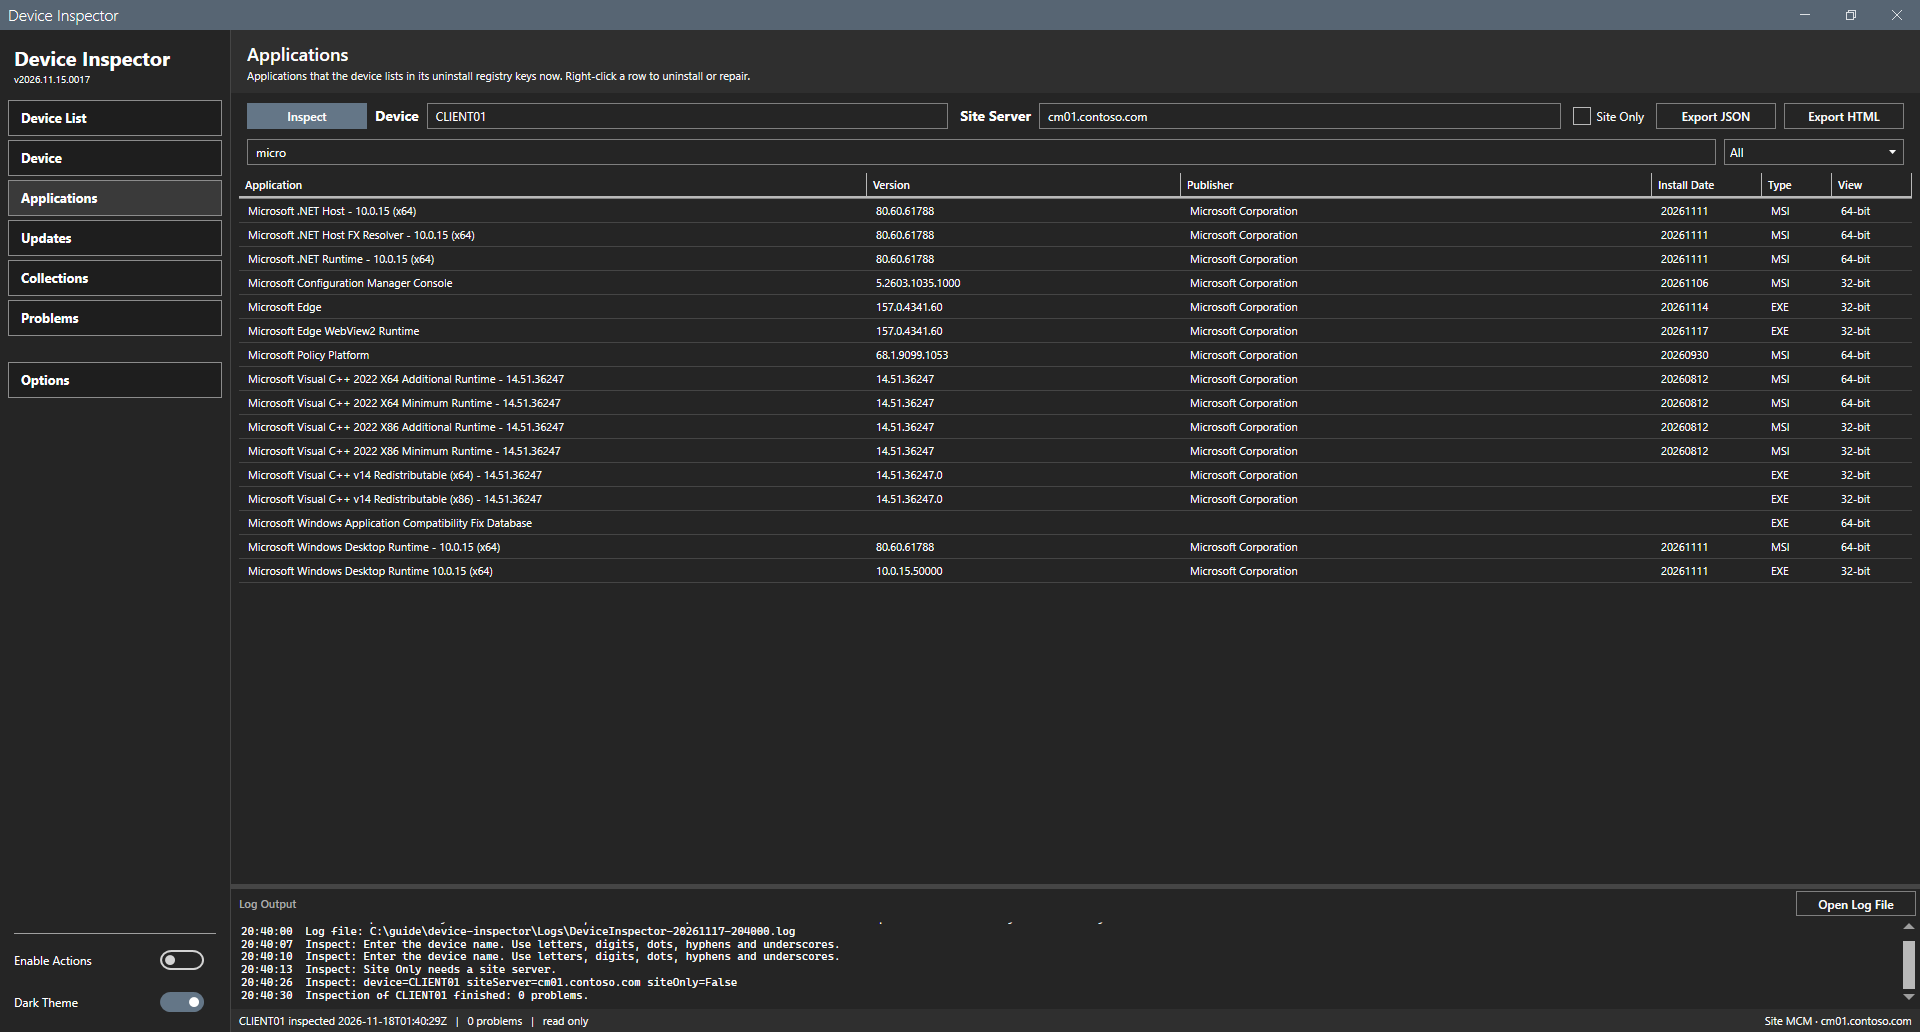 Device Inspector
Device Inspector
v2026.11.15.0017
Device List
Device
Applications
Updates
Collections
Problems
Options
Enable Actions
Dark Theme
Applications
Applications that the device lists in its uninstall registry keys now. Right-click a row to uninstall or repair.
Inspect Device CLIENT01 Site Server cm01.contoso.com Site Only Export JSON Export HTML
micro All
Application Version Publisher Install Date Type View
Microsoft .NET Host - 10.0.15 (x64) 80.60.61788 Microsoft Corporation 20261111 MSI 64-bit
Microsoft .NET Host FX Resolver - 10.0.15 (x64) 80.60.61788 Microsoft Corporation 20261111 MSI 64-bit
Microsoft .NET Runtime - 10.0.15 (x64) 80.60.61788 Microsoft Corporation 20261111 MSI 64-bit
Microsoft Configuration Manager Console 5.2603.1035.1000 Microsoft Corporation 20261106 MSI 32-bit
Microsoft Edge 157.0.4341.60 Microsoft Corporation 20261114 EXE 32-bit
Microsoft Edge WebView2 Runtime 157.0.4341.60 Microsoft Corporation 20261117 EXE 32-bit
Microsoft Policy Platform 68.1.9099.1053 Microsoft Corporation 20260930 MSI 64-bit
Microsoft Visual C++ 2022 X64 Additional Runtime - 14.51.36247 14.51.36247 Microsoft Corporation 20260812 MSI 64-bit
Microsoft Visual C++ 2022 X64 Minimum Runtime - 14.51.36247 14.51.36247 Microsoft Corporation 20260812 MSI 64-bit
Microsoft Visual C++ 2022 X86 Additional Runtime - 14.51.36247 14.51.36247 Microsoft Corporation 20260812 MSI 32-bit
Microsoft Visual C++ 2022 X86 Minimum Runtime - 14.51.36247 14.51.36247 Microsoft Corporation 20260812 MSI 32-bit
Microsoft Visual C++ v14 Redistributable (x64) - 14.51.36247 14.51.36247.0 Microsoft Corporation EXE 32-bit
Microsoft Visual C++ v14 Redistributable (x86) - 14.51.36247 14.51.36247.0 Microsoft Corporation EXE 32-bit
Microsoft Windows Application Compatibility Fix Database EXE 64-bit
Microsoft Windows Desktop Runtime - 10.0.15 (x64) 80.60.61788 Microsoft Corporation 20261111 MSI 64-bit
Microsoft Windows Desktop Runtime 10.0.15 (x64) 10.0.15.50000 Microsoft Corporation 20261111 EXE 32-bit
Log Output Open Log File
20:40:00 Log file: C:\guide\device-inspector\Logs\DeviceInspector-20261117-204000.log
20:40:07 Inspect: Enter the device name. Use letters, digits, dots, hyphens and underscores.
20:40:10 Inspect: Enter the device name. Use letters, digits, dots, hyphens and underscores.
20:40:13 Inspect: Site Only needs a site server.
20:40:26 Inspect: device=CLIENT01 siteServer=cm01.contoso.com siteOnly=False
20:40:30 Inspection of CLIENT01 finished: 0 problems.
CLIENT01 inspected 2026-11-18T01:40:29Z | 0 problems | read only Site MCM · cm01.contoso.com